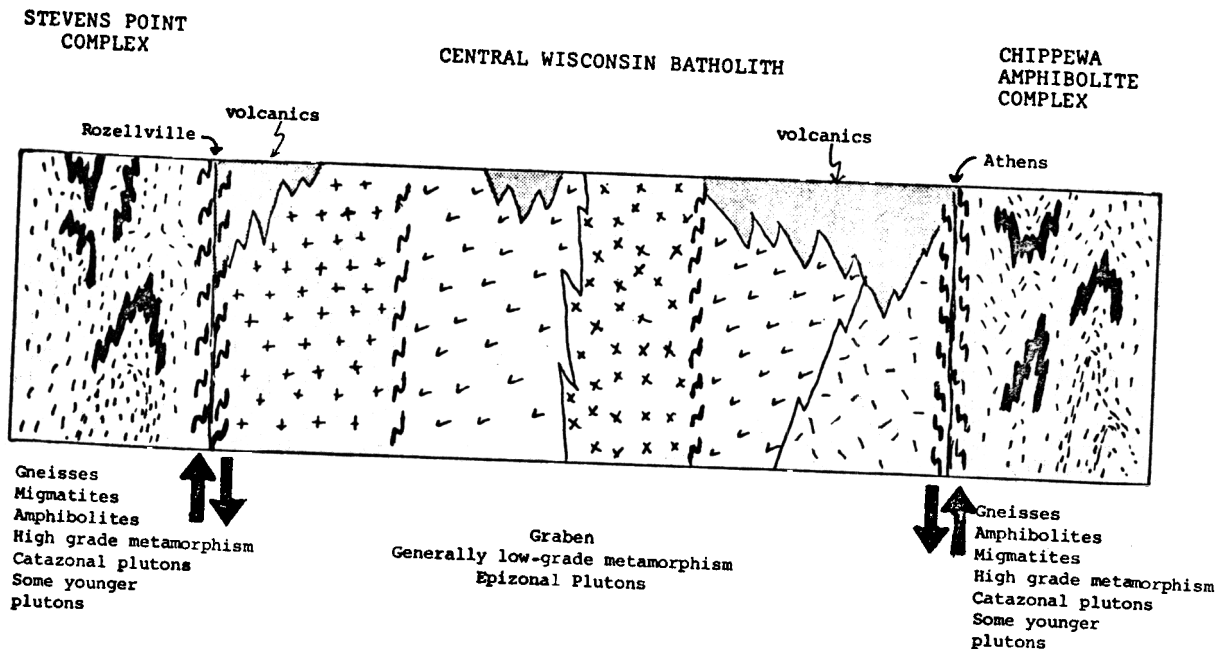 STEVENS POINT
COMPLEX
CENTRAL WISCONSIN BATHOLITH
CHIPPEWA
AMPHIBOLITE
COMPLEX
Rozellville
volcanics
volcanics
Athens
Gneisses
Migmatites
Amphibolites
High grade metamorphism
Catazonal plutons
Some younger
plutons
Graben
Generally low-grade metamorphism
Epizonal Plutons
Gneisses
Amphibolites
Migmatites
High grade metamorphism
Catazonal plutons
Some younger
plutons